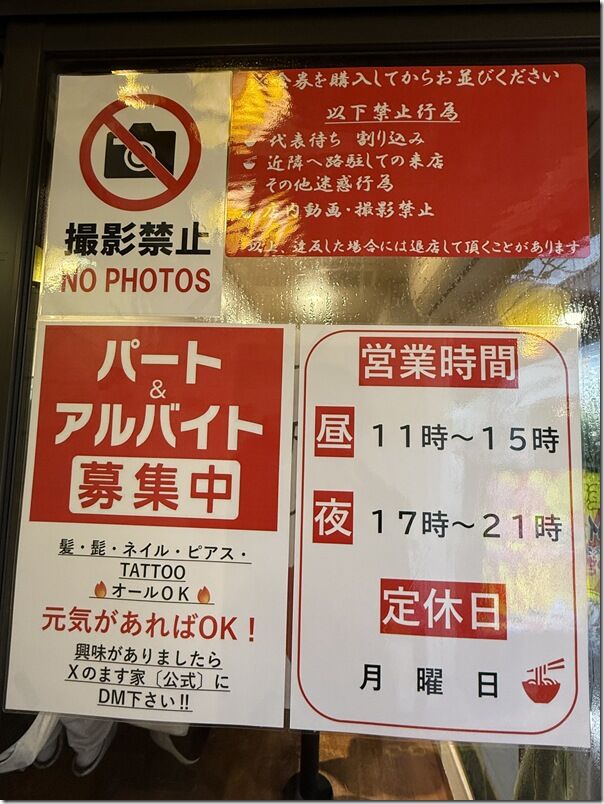 撮影禁止
NO PHOTOS
券を購入してからお並びください
以下禁止行為
代表待ち 割り込み
近隣へ路駐しての来店
その他迷惑行為
内動画・撮影禁止
以上、違反した場合には退店して頂くことがあります
パート
&
アルバイト
募集中
髪・髭・ネイル・ピアス・
TATTOO
🔥オールOK🔥
元気があればOK！
興味がありましたら
Xのます家〔公式〕に
DM下さい!!
営業時間
昼 11時～15時
夜 17時～21時
定休日
月曜日